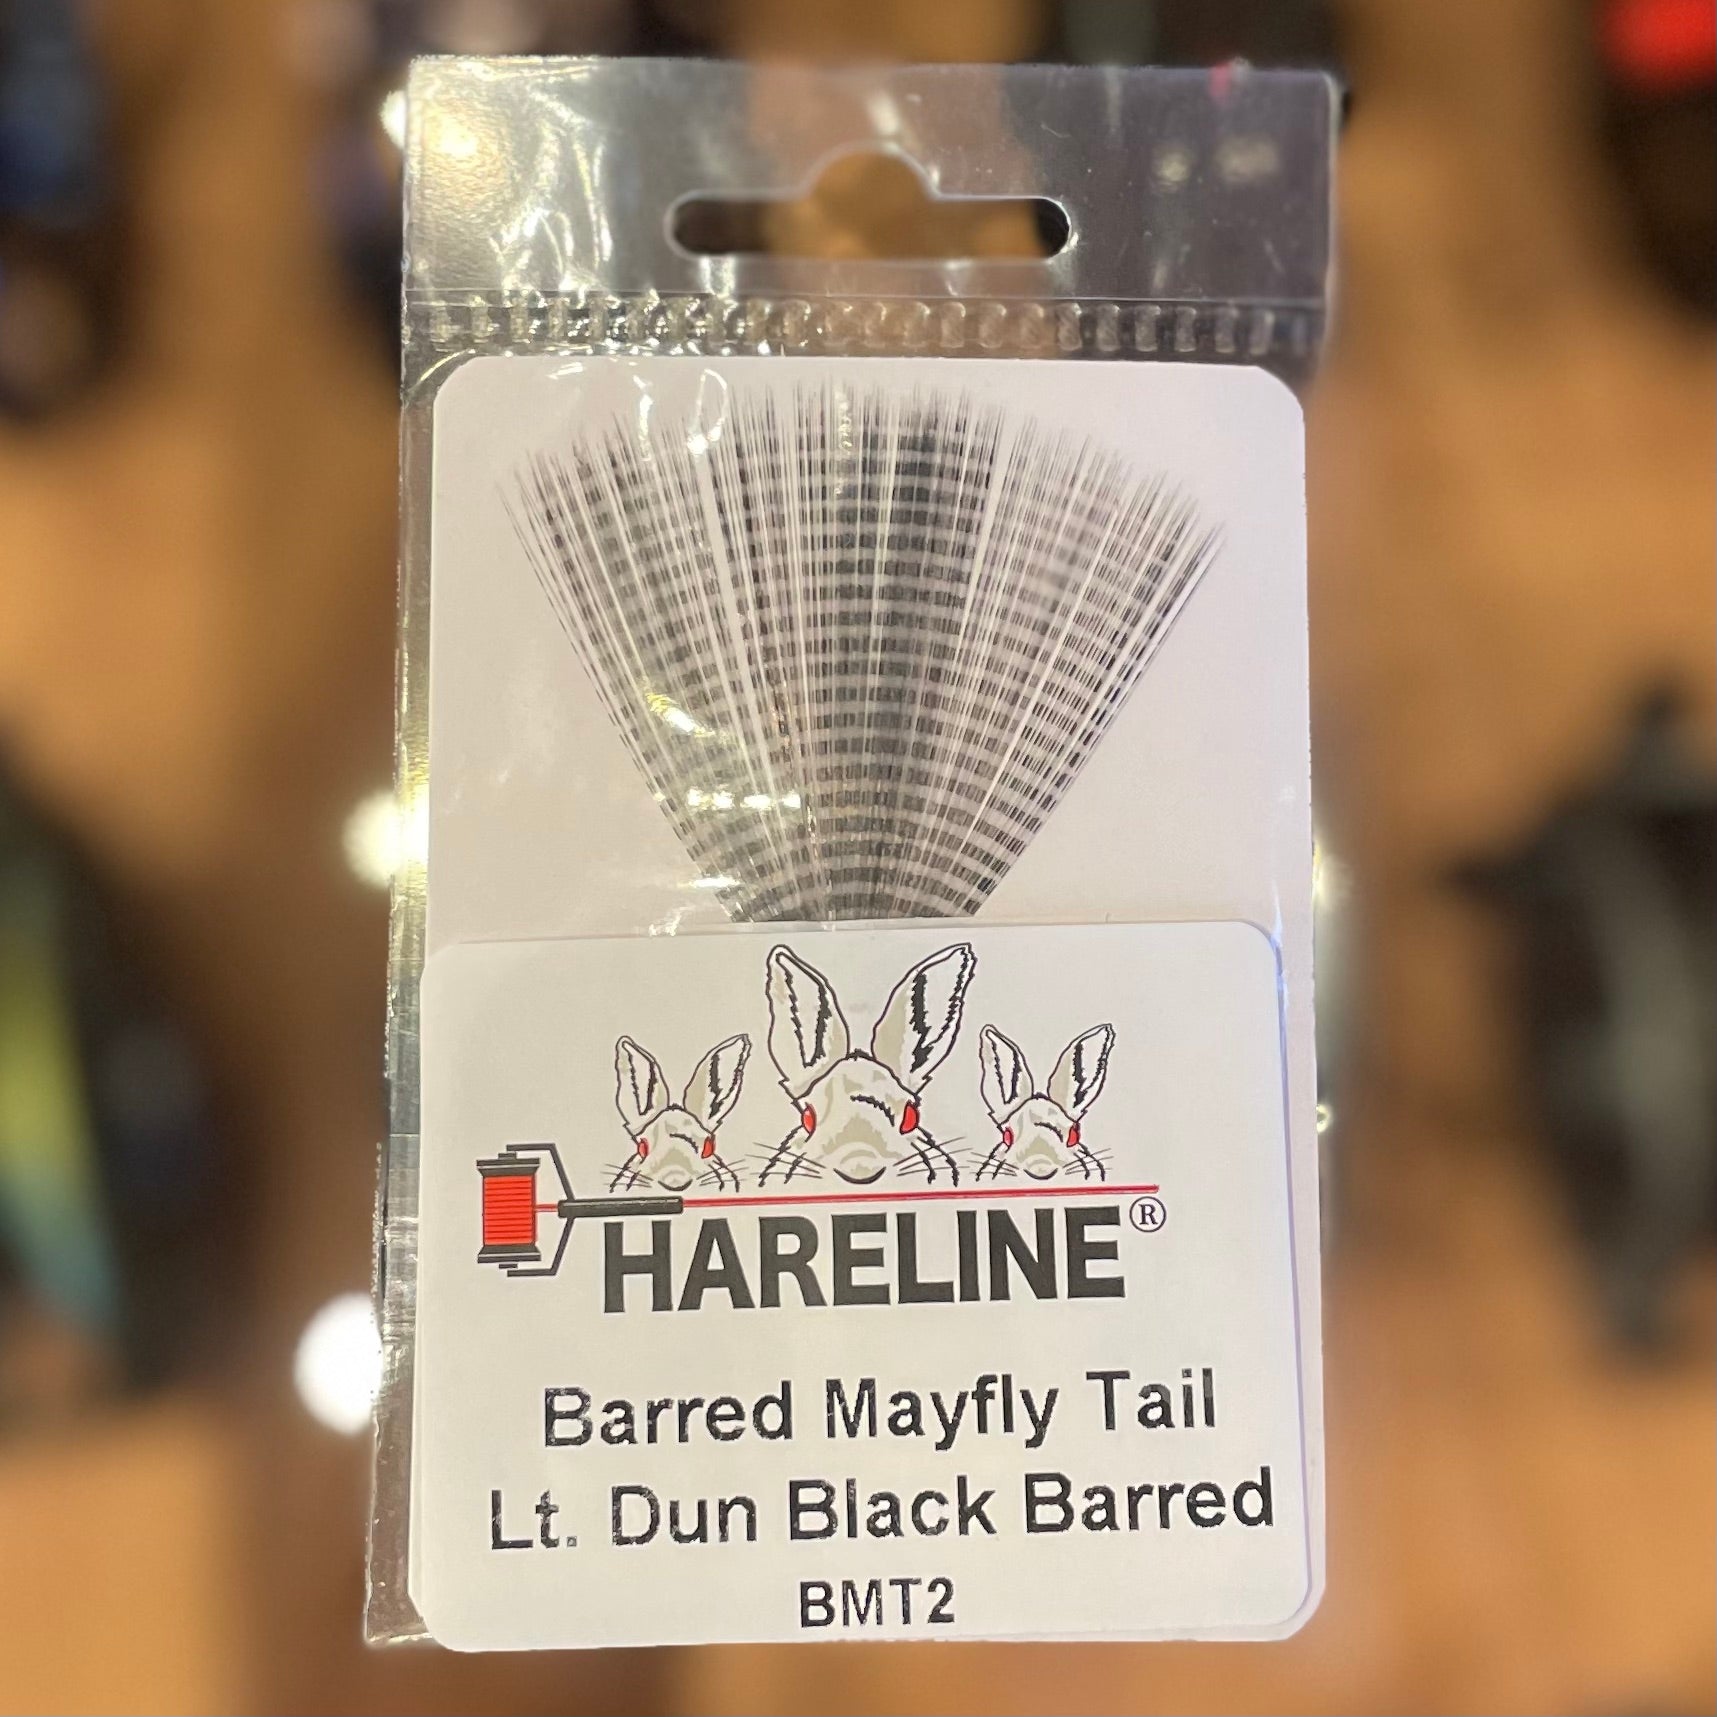 HARELINE®
Barred Mayfly Tail
Lt. Dun Black Barred
BMT2